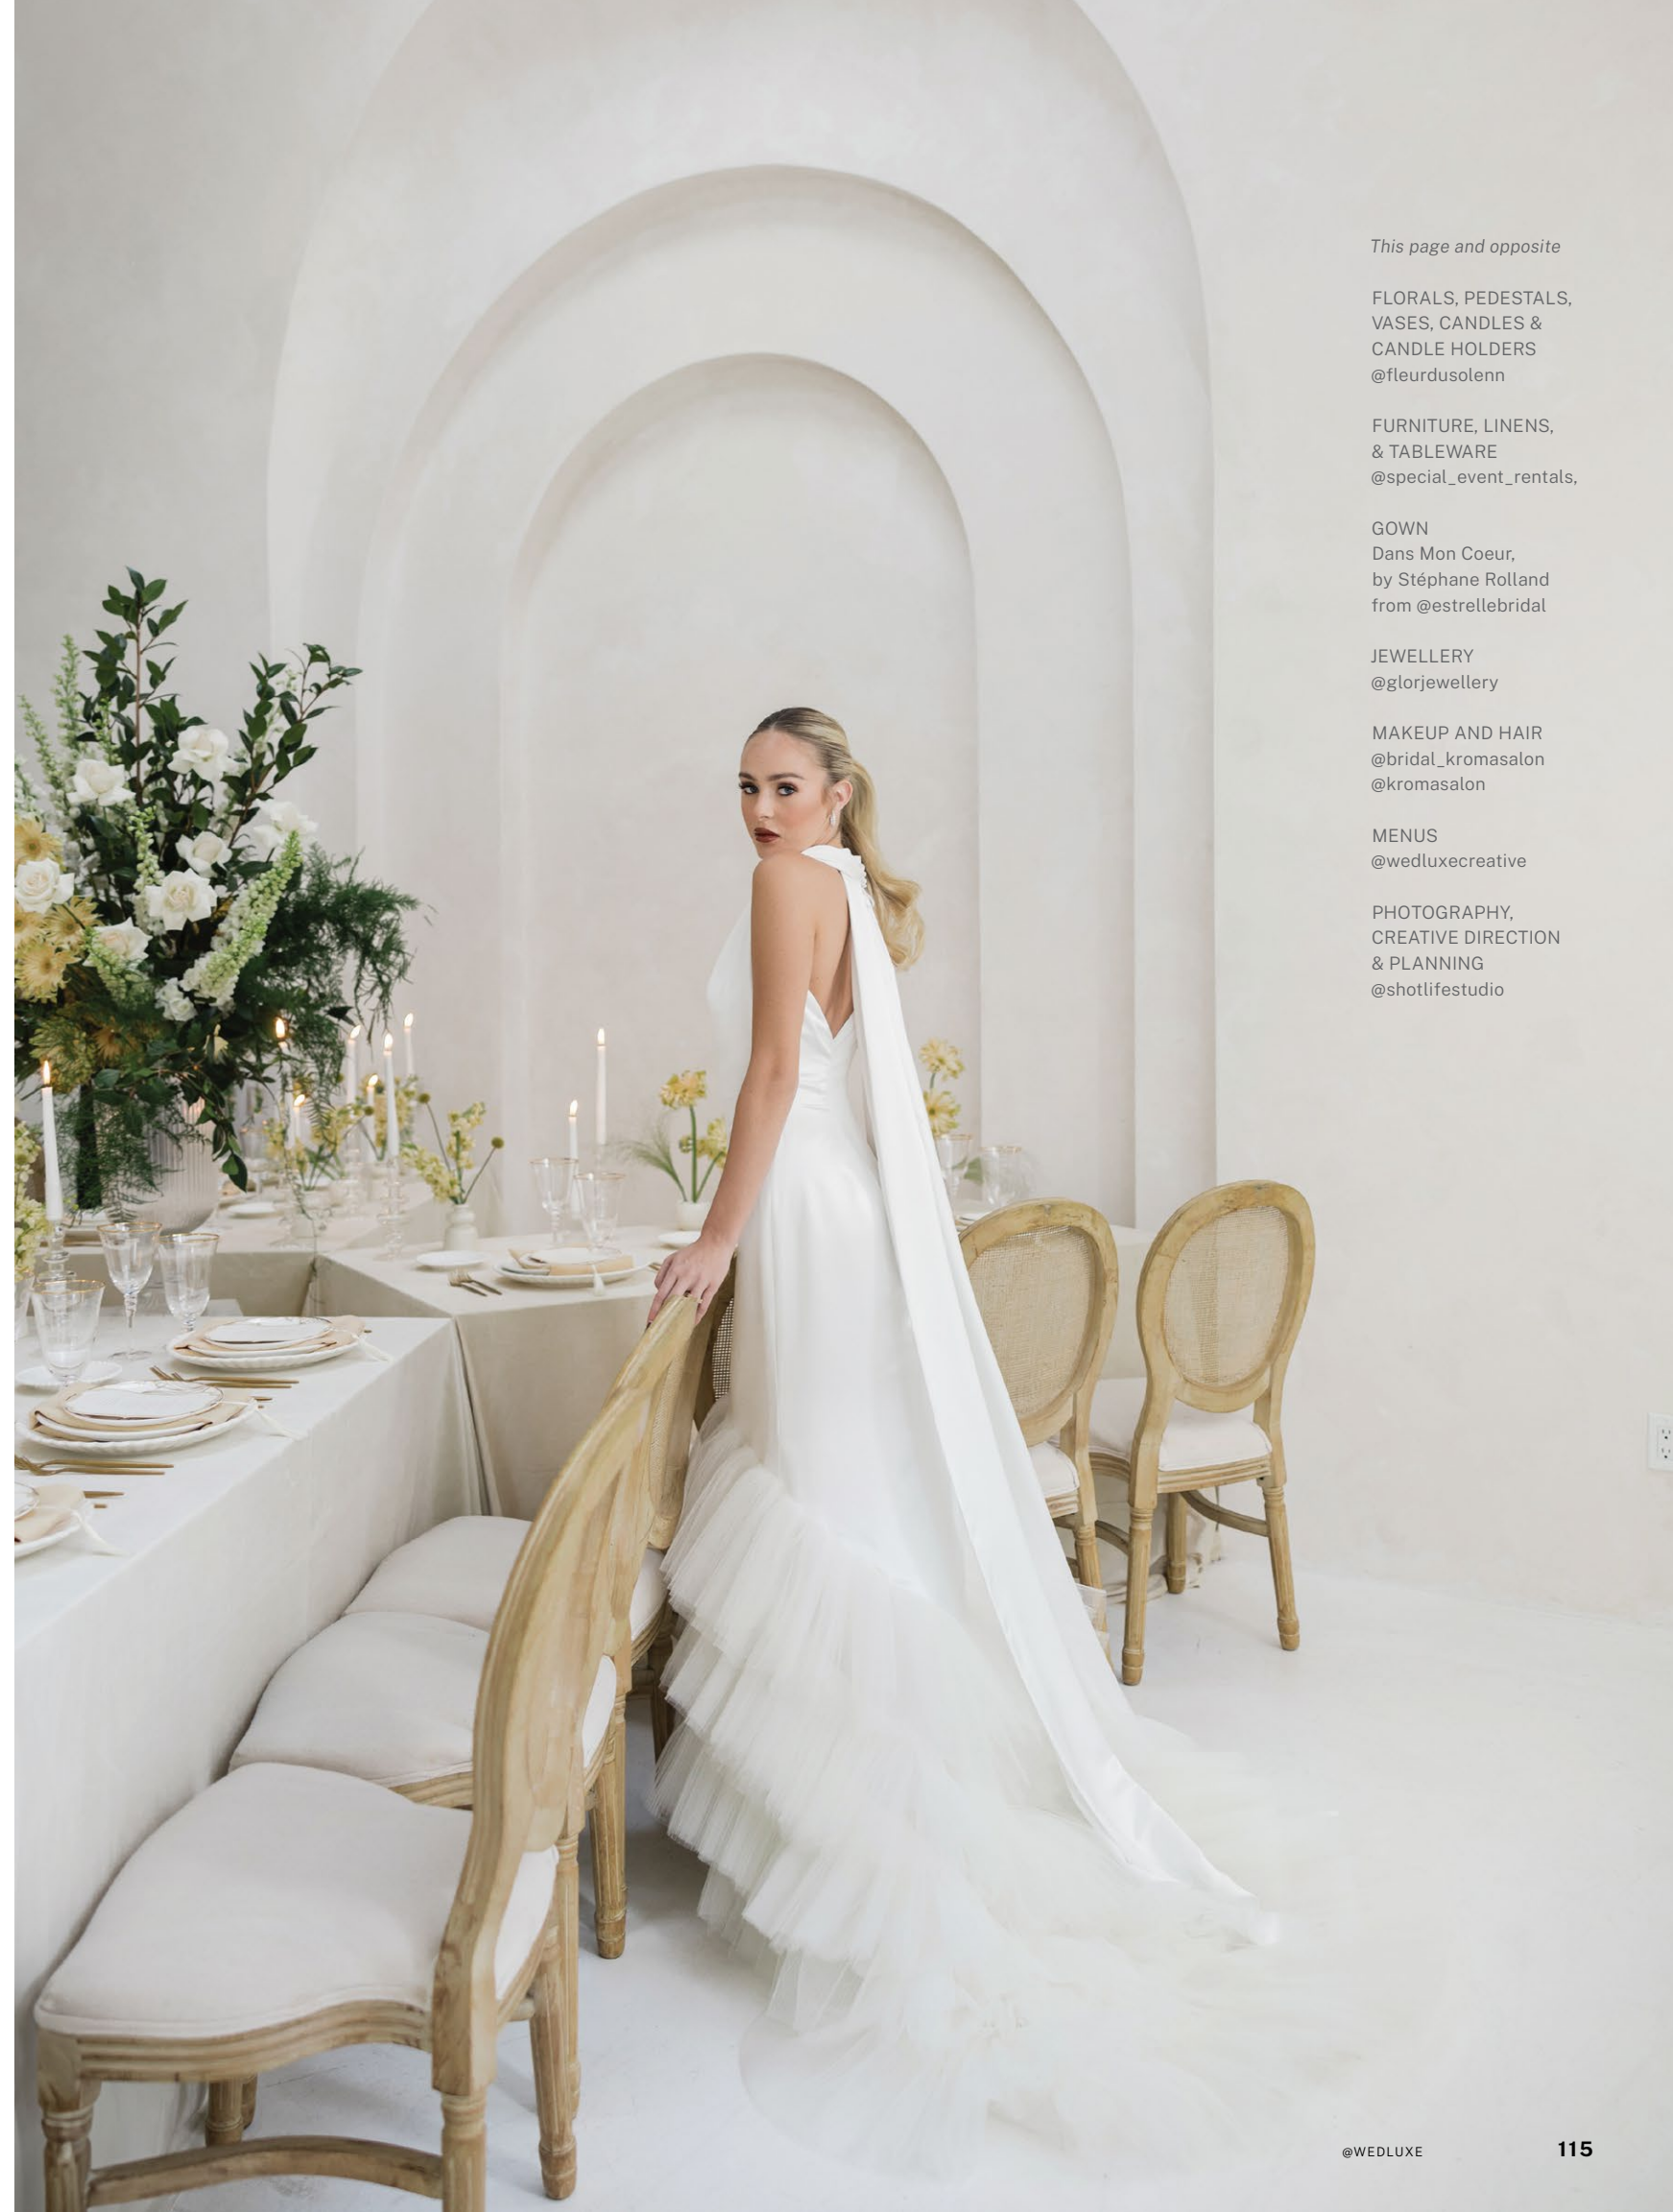 This page and opposite
FLORALS, PEDESTALS,
VASES, CANDLES &
CANDLE HOLDERS
@fleurdusolenn
FURNITURE, LINENS,
& TABLEWARE
@special_event_rentals,
GOWN
Dans Mon Coeur,
by Stéphane Rolland
from @estrellebridal
JEWELLERY
@glorjewellery
MAKEUP AND HAIR
@bridal_kromasalon
@kromasalon
MENUS
@wedluxecreative
PHOTOGRAPHY,
CREATIVE DIRECTION
& PLANNING
@shotlifestudio
@WEDLUXE 115